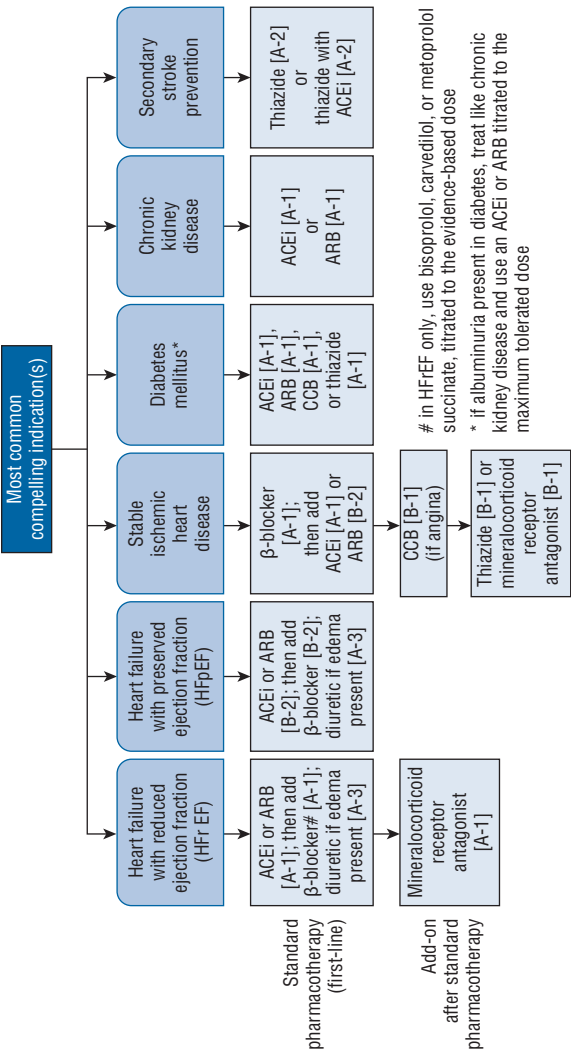 Most common
compelling indication(s)
Heart failure
with reduced
ejection fraction
(HFr EF)
Heart failure
with preserved
ejection fraction
(HFpEF)
Stable
ischemic
heart
disease
Diabetes
mellitus*
Chronic
kidney
disease
Secondary
stroke
prevention
Standard
pharmacotherapy
(first-line)
ACEi or ARB
[A-1]; then add
β-blocker# [A-1];
diuretic if edema
present [A-3]
ACEi or ARB
[B-2]; then add
β-blocker [B-2];
diuretic if edema
present [A-3]
β-blocker
[A-1];
then add
ACEi [A-1] or
ARB [B-2]
ACEi [A-1],
ARB [A-1],
CCB [A-1],
or thiazide
[A-1]
ACEi [A-1]
or
ARB [A-1]
Thiazide [A-2]
or
thiazide with
ACEi [A-2]
Add-on
after standard
pharmacotherapy
Mineralocorticoid
receptor
antagonist
[A-1]
CCB [B-1]
(if angina)
Thiazide [B-1] or
mineralocorticoid
receptor
antagonist [B-1]
# in HFrEF only, use bisoprolol, carvedilol, or metoprolol
succinate, titrated to the evidence-based dose
* if albuminuria present in diabetes, treat like chronic
kidney disease and use an ACEi or ARB titrated to the
maximum tolerated dose